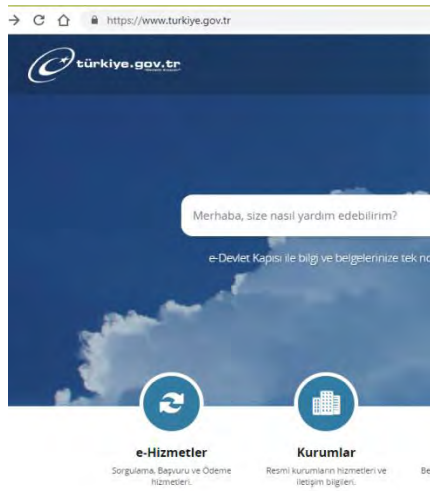 https://www.turkiye.gov.tr
türkiye.gov.tr
Merhaba, size nasıl yardım edebilirim?
e-Devlet Kapısı ile bilgi ve belgelerinize tek
e-Hizmetler
Sorgulama, Başvuru ve Ödeme
hizmetleri.
Kurumlar
Resmi kurumların hizmetleri ve
iletişim bilgileri.